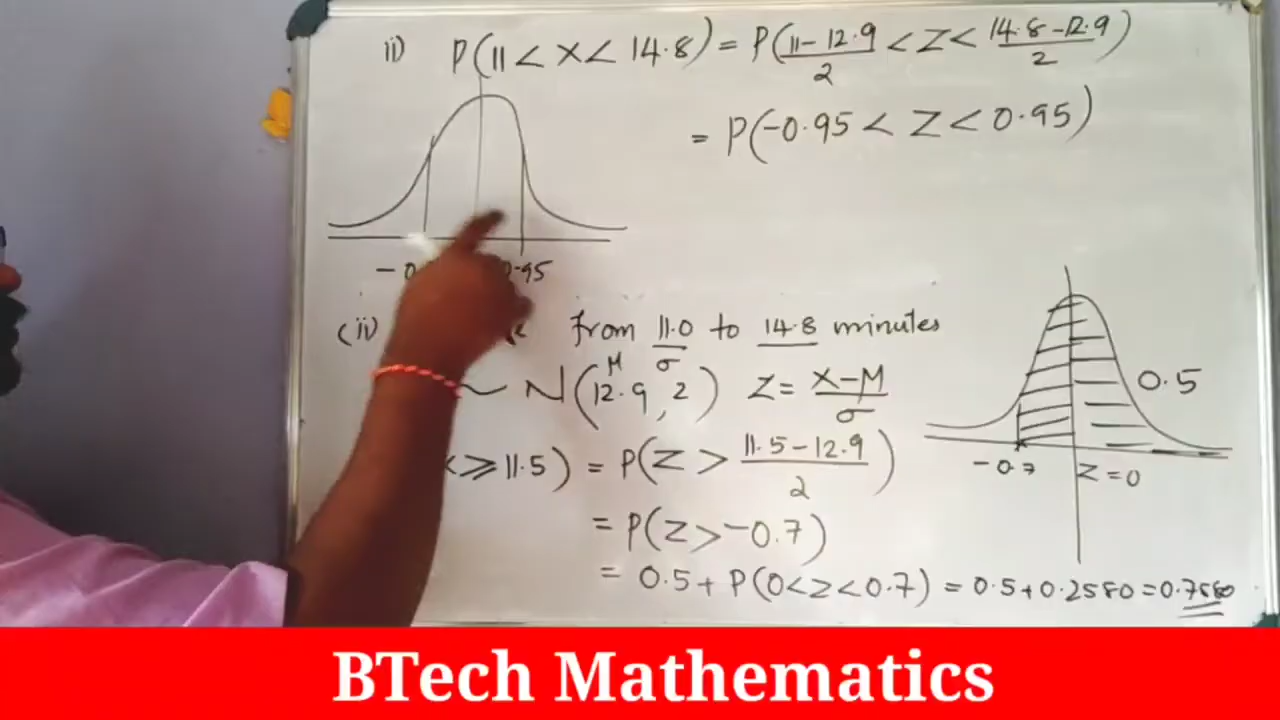 ii) P(11 < X < 14.8) = P(11-12.9/2 < Z < 14.8-12.9/2)
= P(-0.95 < Z < 0.95)
(ii) from 11.0 to 14.8 minutes
μ σ
~ N(12.9, 2) Z = X-M/σ
≥ 11.5) = P(Z > 11.5-12.9/2)
= P(Z > -0.7)
= 0.5 + P(0<Z<0.7) = 0.5+0.2580 = 0.7580
0.5
-0.7 Z=0
BTech Mathematics